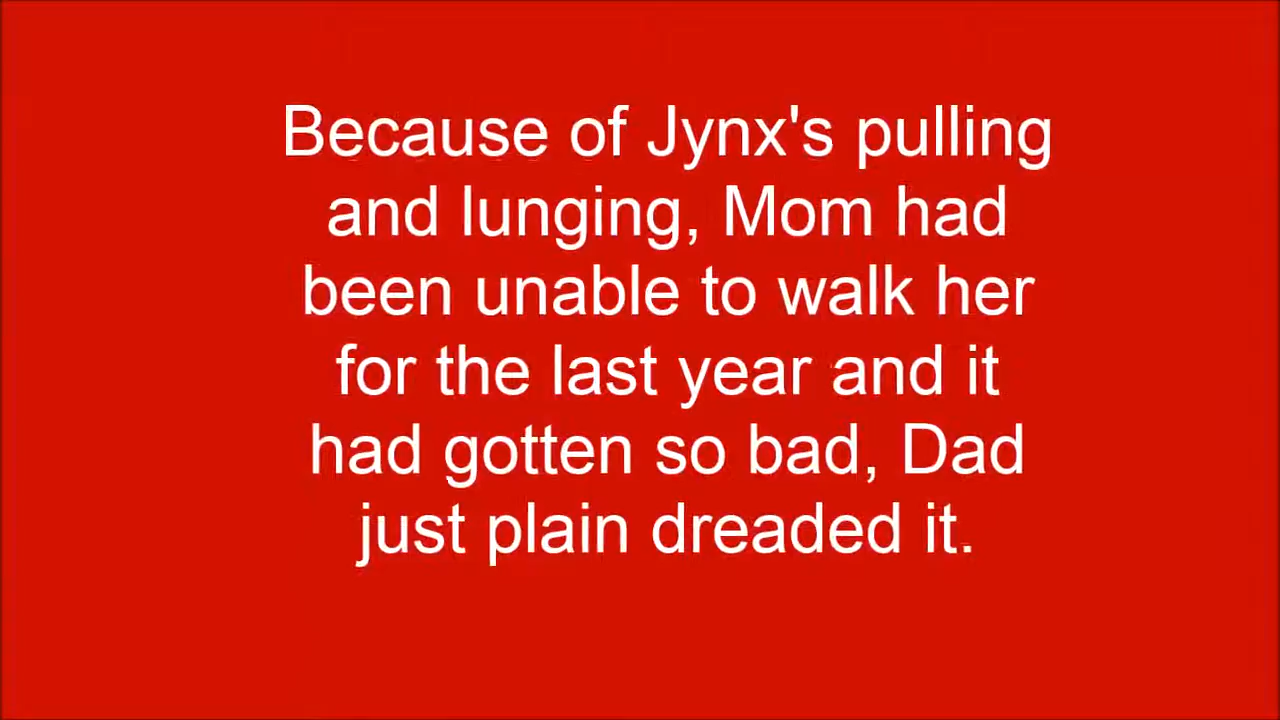 Because of Jynx's pulling
and lunging, Mom had
been unable to walk her
for the last year and it
had gotten so bad, Dad
just plain dreaded it.